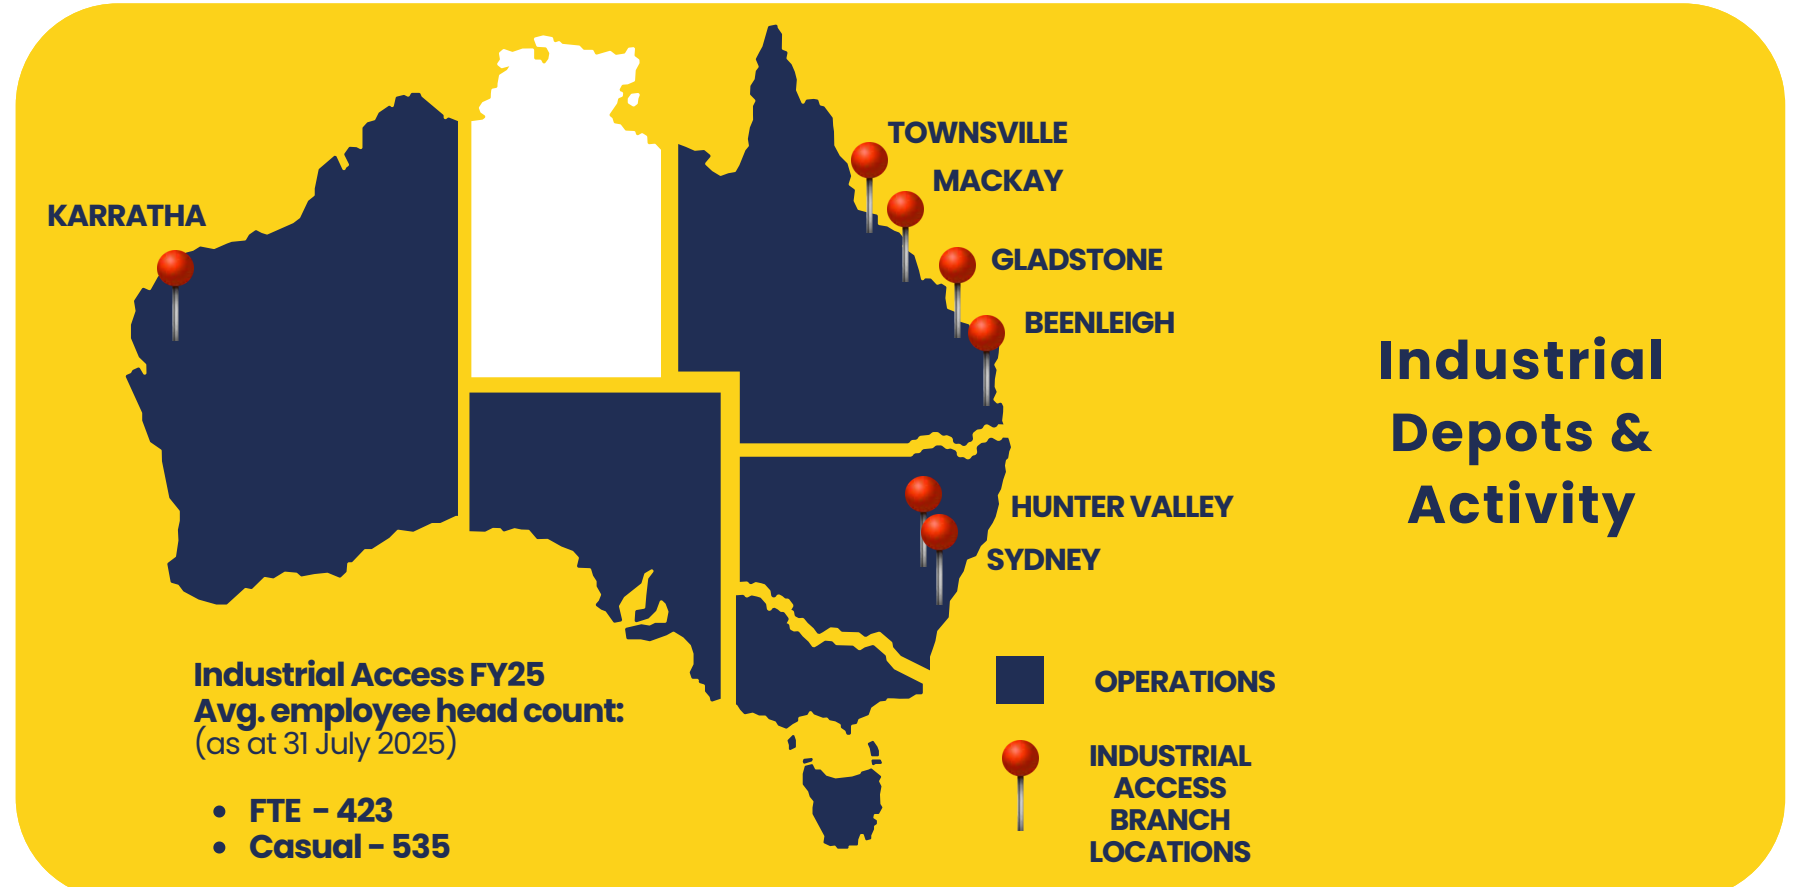 TOWNSVILLE
MACKAY
KARRATHA
GLADSTONE
BEENLEIGH
Industrial
Depots &
Activity
HUNTER VALLEY
SYDNEY
Industrial Access FY25
Avg. employee head count:
(as at 31 July 2025)
• FTE – 423
• Casual – 535
OPERATIONS
INDUSTRIAL
ACCESS
BRANCH
LOCATIONS